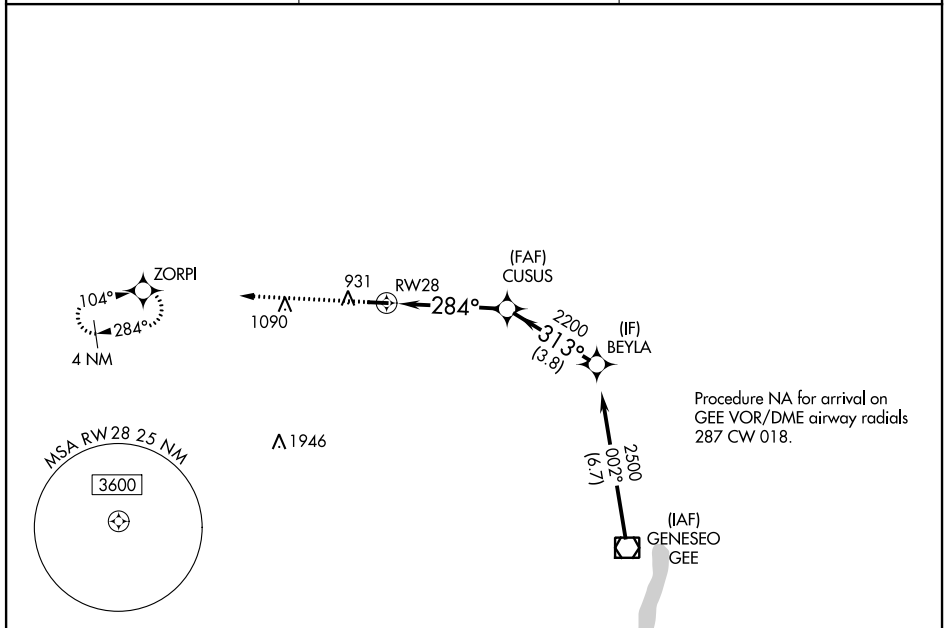 (FAF)
CUSUS
ZORPI
104°
284°
4 NM
931
RW28
1090
284°
2200
313°
(3.8)
(IF)
BEYLA
Procedure NA for arrival on
GEE VOR/DME airway radials
287 CW 018.
1946
MSA RW28 25 NM
3600
2500
002°
(6.7)
(IAF)
GENESEO
GEE